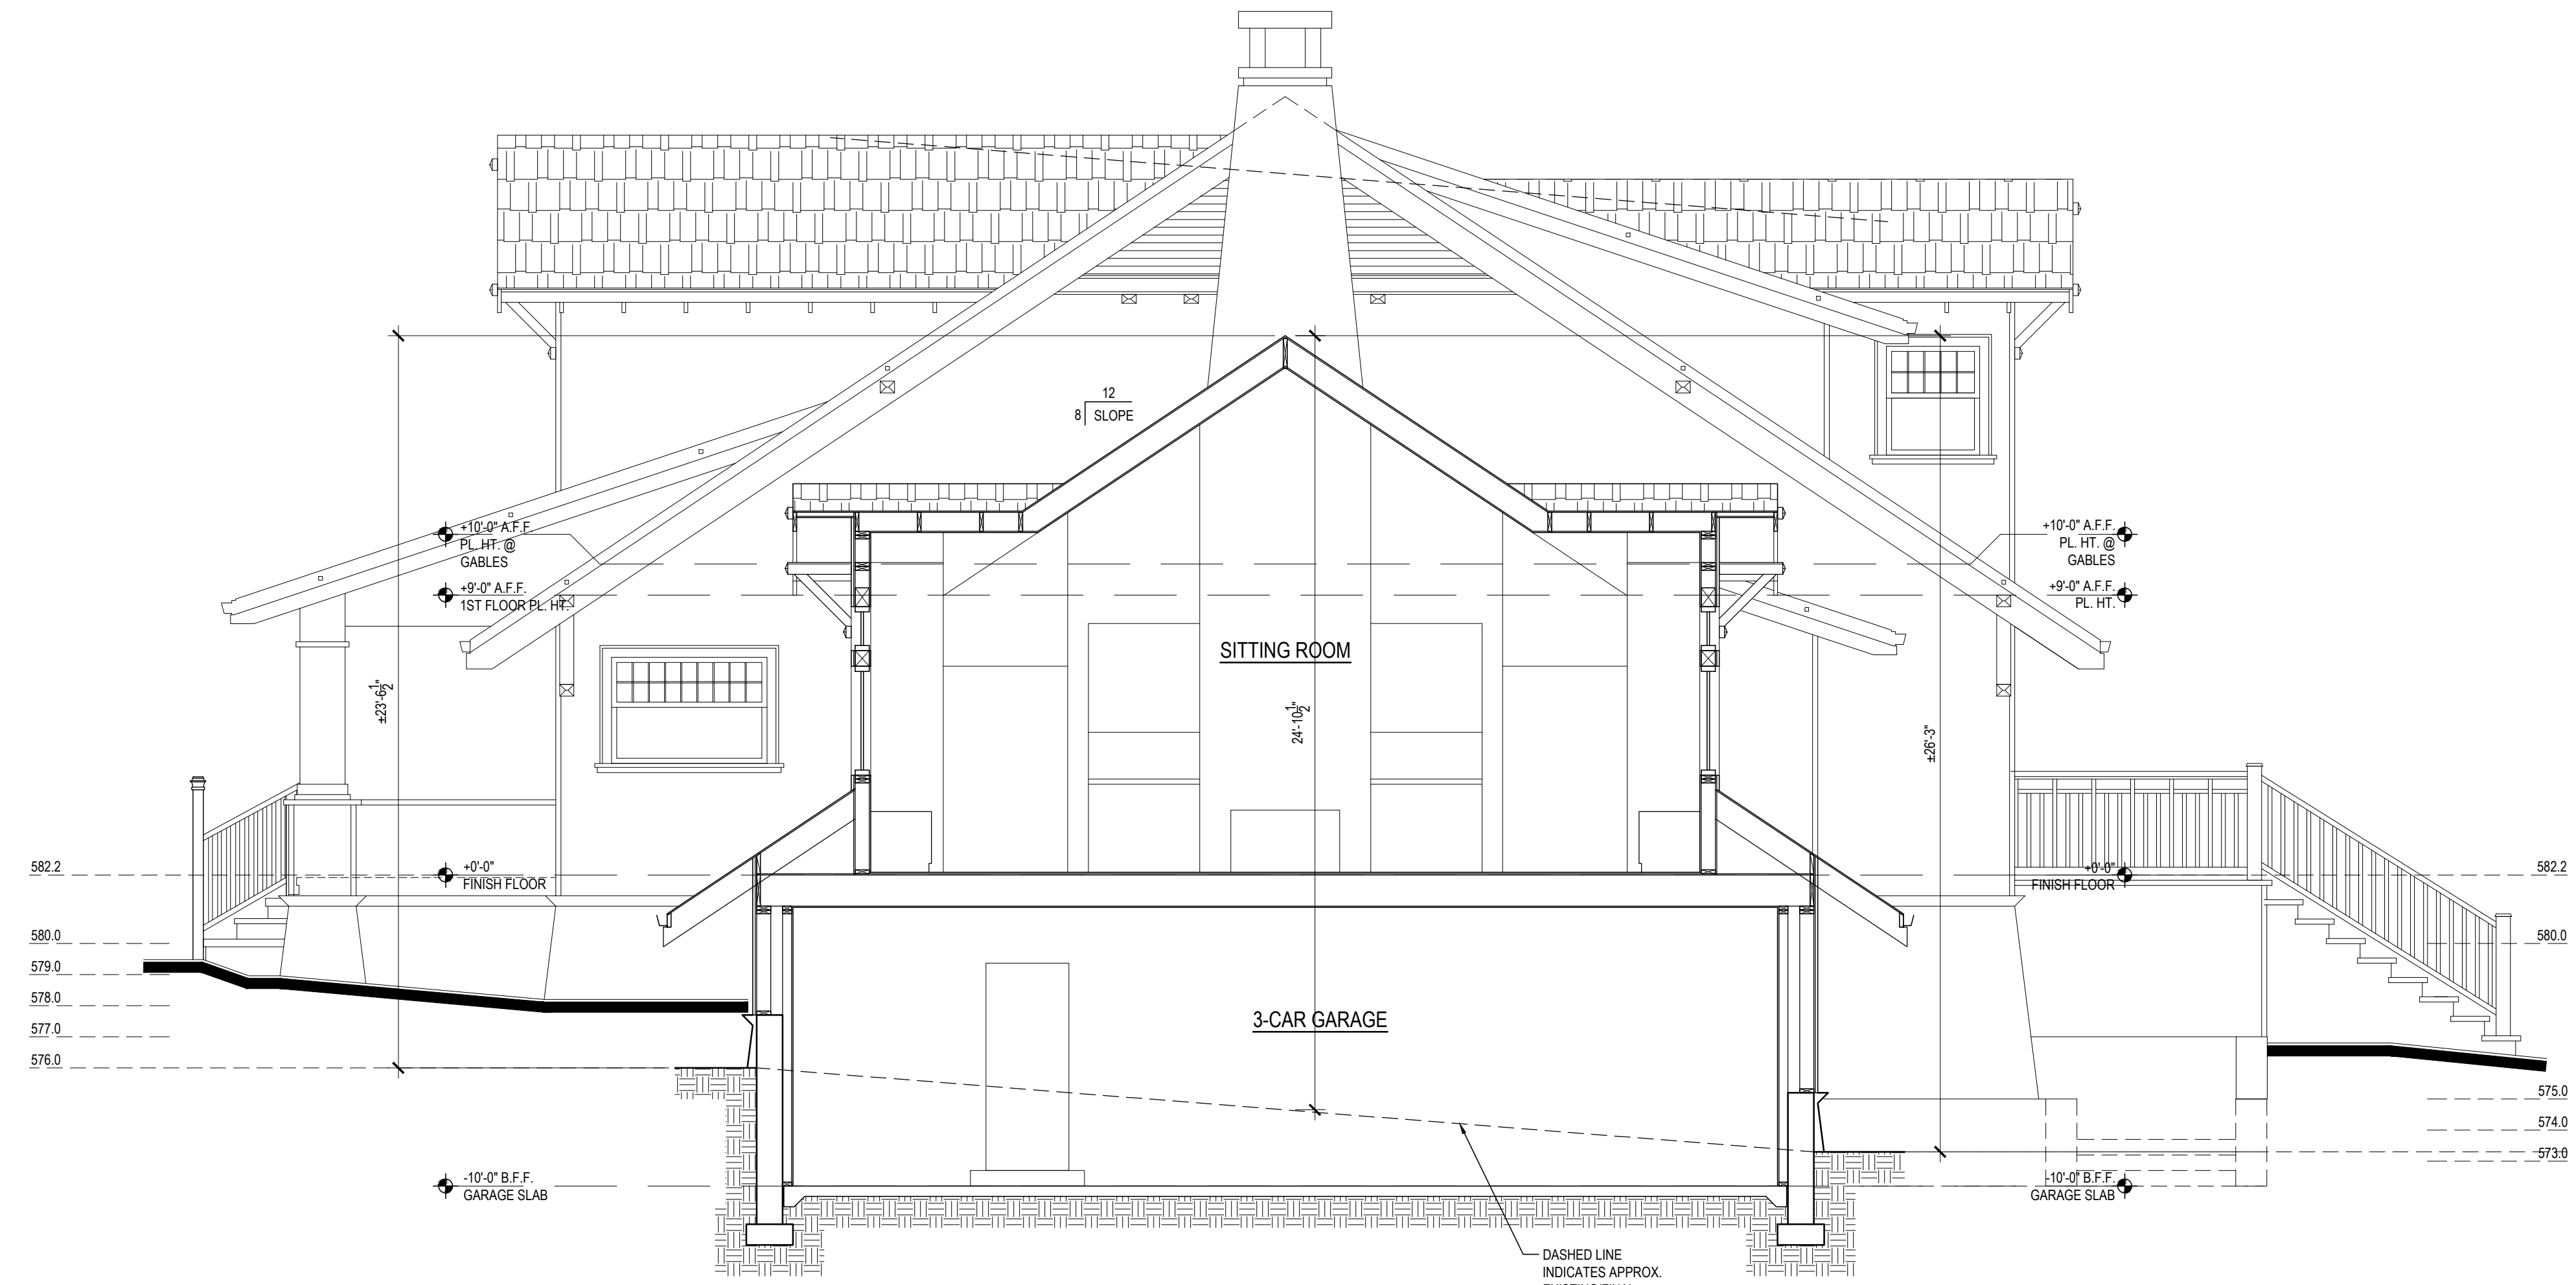 12
8 SLOPE
+10'-0" A.F.F.
PL. HT. @
GABLES
+9'-0" A.F.F.
1ST FLOOR PL. HT.
+10'-0" A.F.F.
PL. HT. @
GABLES
+9'-0" A.F.F.
PL. HT.
SITTING ROOM
±23'-6 1/2"
24'-10 1/2"
±26'-3"
582.2
+0'-0"
FINISH FLOOR
580.0
579.0
578.0
577.0
576.0
+0'-0"
FINISH FLOOR
582.2
580.0
3-CAR GARAGE
575.0
574.0
573.0
-10'-0" B.F.F.
GARAGE SLAB
-10'-0" B.F.F.
GARAGE SLAB
DASHED LINE
INDICATES APPROX.